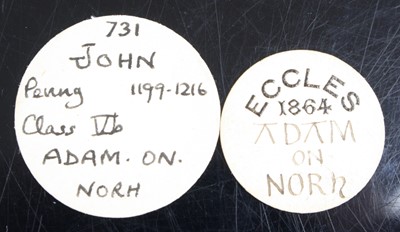 731
JOHN
Penny 1199-1216
Class VIb
ADAM. ON.
NORH
ECCLES
1864
ADAM
ON
NORh